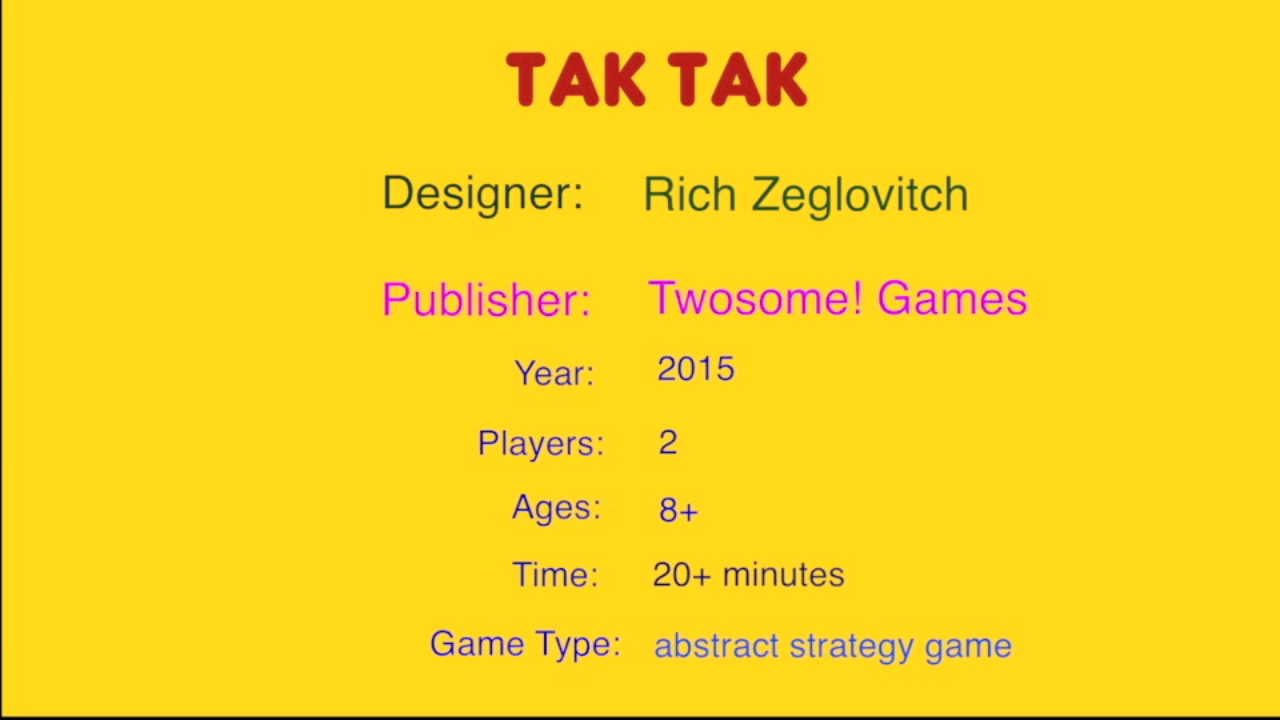 TAK TAK
Designer: Rich Zeglovitch
Publisher: Twosome! Games
Year: 2015
Players: 2
Ages: 8+
Time: 20+ minutes
Game Type: abstract strategy game